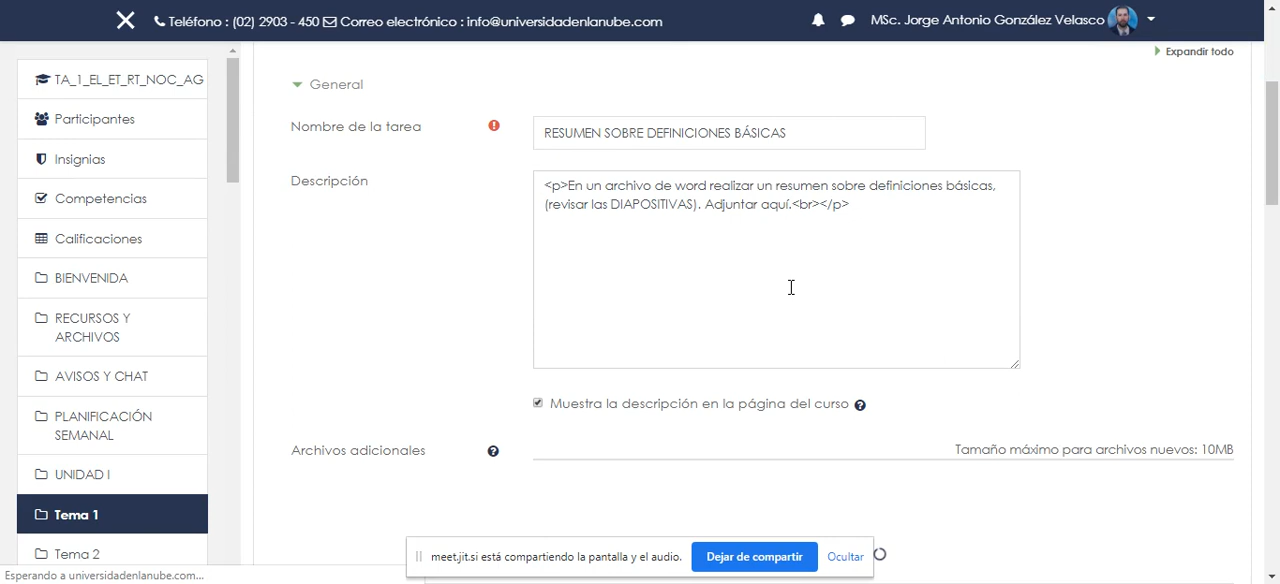 Teléfono : (02) 2903 - 450 Correo electrónico : info@universidadenlanube.com
MSc. Jorge Antonio González Velasco
Expandir todo
TA_1_EL_ET_RT_NOC_AG
Participantes
Insignias
Competencias
Calificaciones
BIENVENIDA
RECURSOS Y
ARCHIVOS
AVISOS Y CHAT
PLANIFICACIÓN
SEMANAL
UNIDAD I
Tema 1
Tema 2
General
Nombre de la tarea
RESUMEN SOBRE DEFINICIONES BÁSICAS
Descripción
<p>En un archivo de word realizar un resumen sobre definiciones básicas,
(revisar las DIAPOSITIVAS). Adjuntar aquí.<br></p>
Muestra la descripción en la página del curso
Archivos adicionales
Tamaño máximo para archivos nuevos: 10MB
meet.jit.si está compartiendo la pantalla y el audio. Dejar de compartir Ocultar
Esperando a universidadenlanube.com...